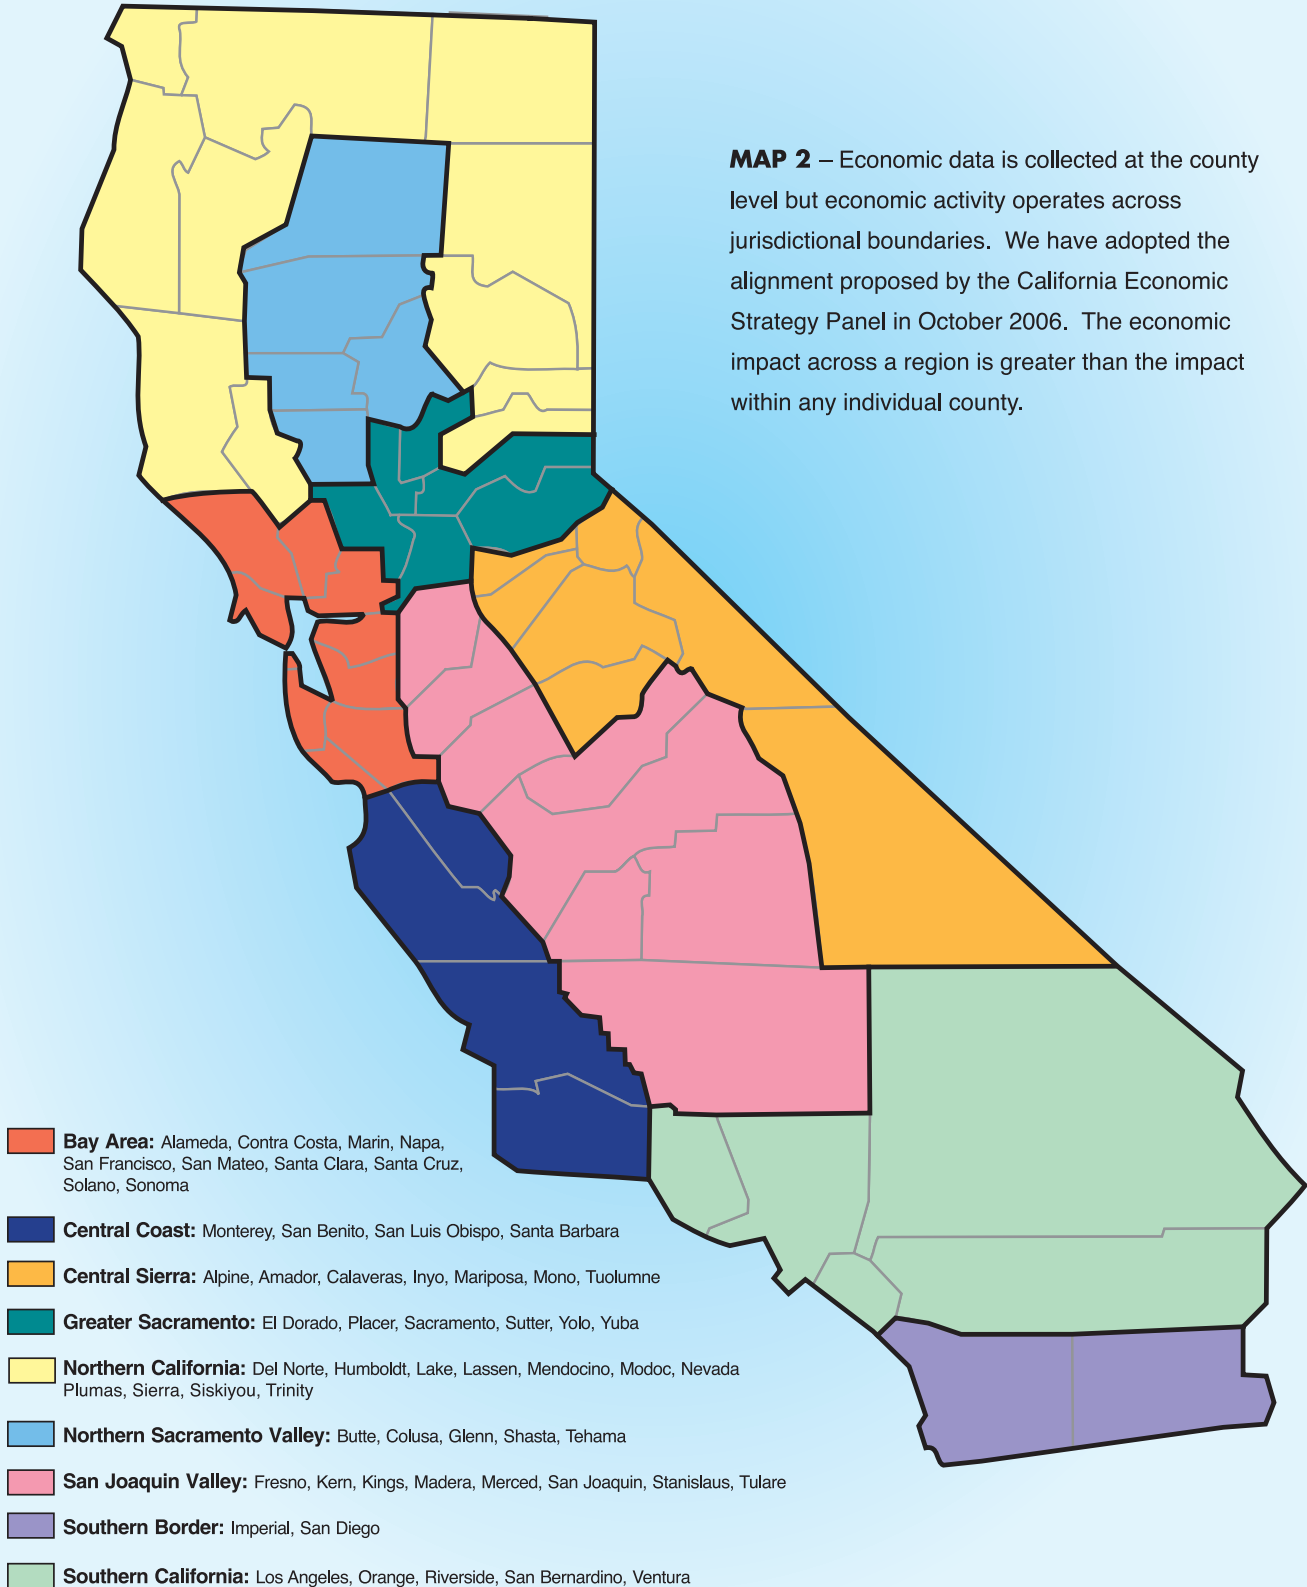 MAP 2 – Economic data is collected at the county
level but economic activity operates across
jurisdictional boundaries.  We have adopted the
alignment proposed by the California Economic
Strategy Panel in October 2006.  The economic
impact across a region is greater than the impact
within any individual county.
Bay Area: Alameda, Contra Costa, Marin, Napa,
San Francisco, San Mateo, Santa Clara, Santa Cruz,
Solano, Sonoma
Central Coast: Monterey, San Benito, San Luis Obispo, Santa Barbara
Central Sierra: Alpine, Amador, Calaveras, Inyo, Mariposa, Mono, Tuolumne
Greater Sacramento: El Dorado, Placer, Sacramento, Sutter, Yolo, Yuba
Northern California: Del Norte, Humboldt, Lake, Lassen, Mendocino, Modoc, Nevada
Plumas, Sierra, Siskiyou, Trinity
Northern Sacramento Valley: Butte, Colusa, Glenn, Shasta, Tehama
San Joaquin Valley: Fresno, Kern, Kings, Madera, Merced, San Joaquin, Stanislaus, Tulare
Southern Border: Imperial, San Diego
Southern California: Los Angeles, Orange, Riverside, San Bernardino, Ventura